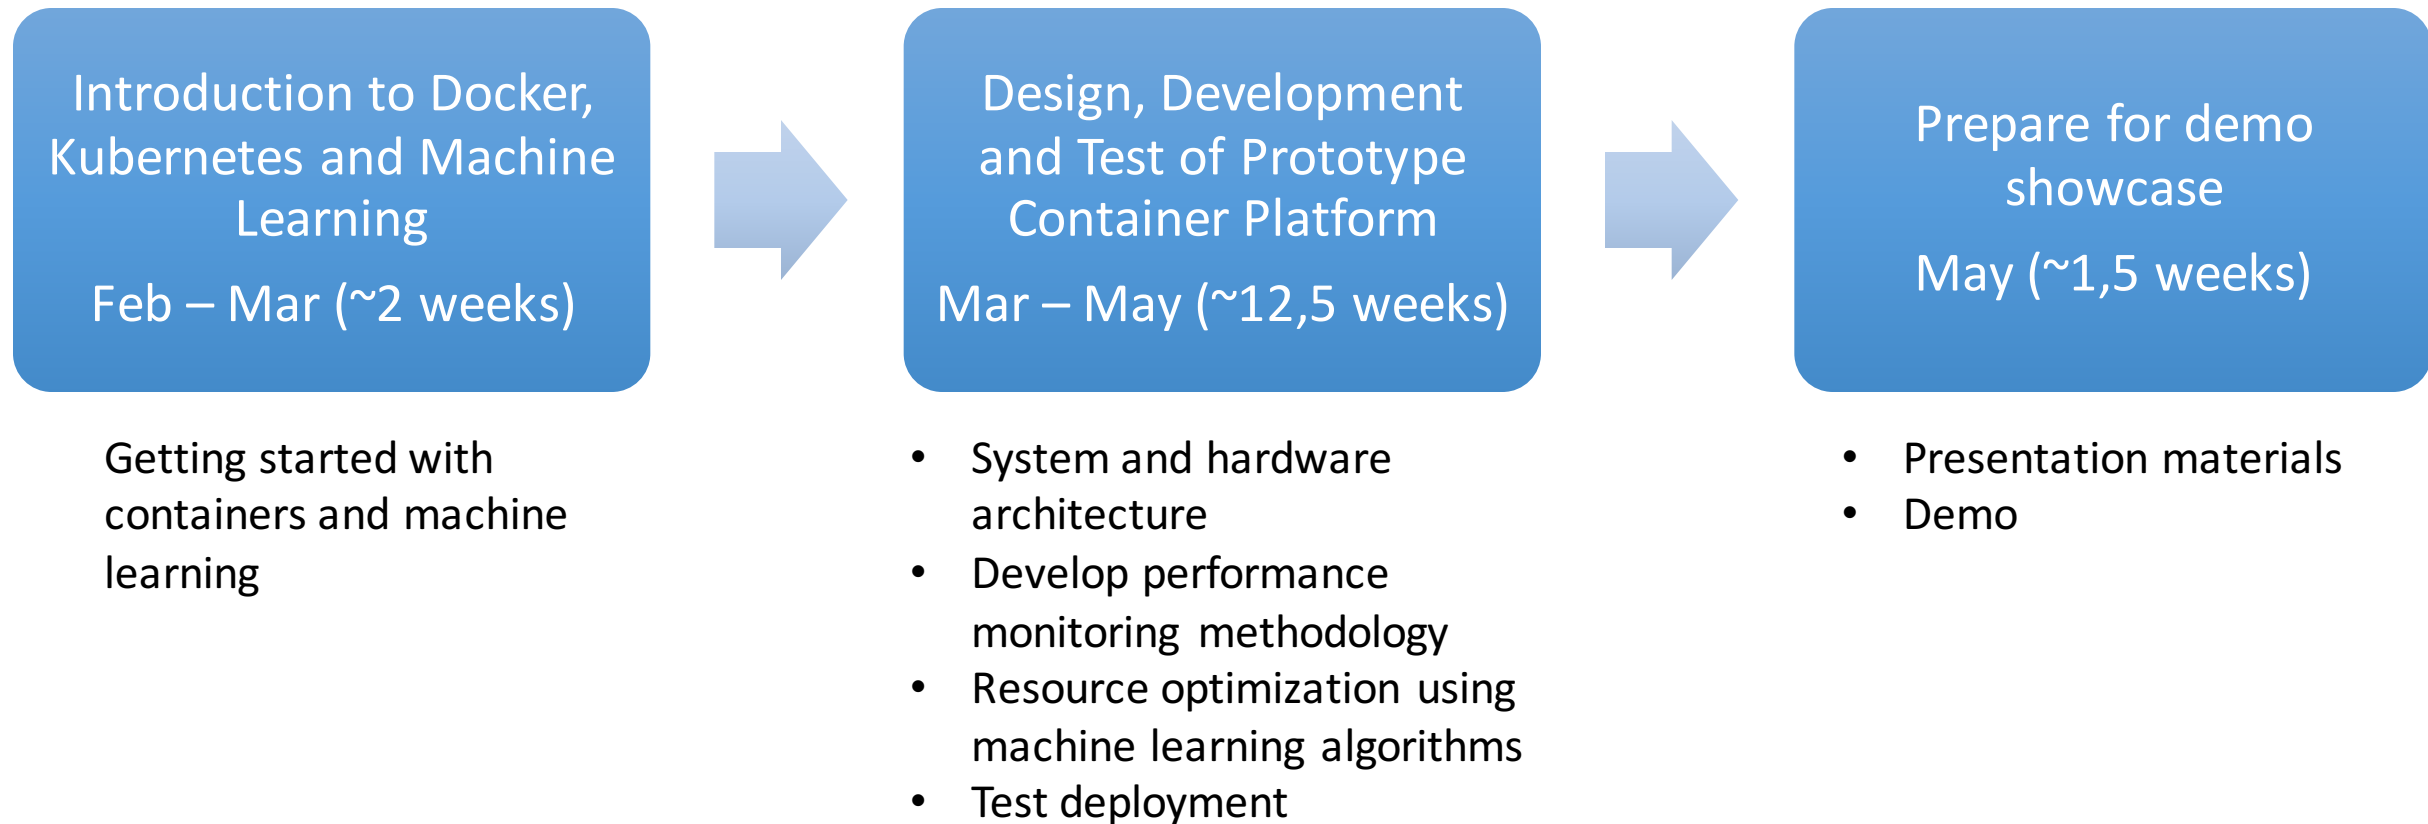 Introduction to Docker,
Kubernetes and Machine
Learning
Feb – Mar (~2 weeks)
Getting started with
containers and machine
learning
Design, Development
and Test of Prototype
Container Platform
Mar – May (~12,5 weeks)
• System and hardware
architecture
• Develop performance
monitoring methodology
• Resource optimization using
machine learning algorithms
• Test deployment
Prepare for demo
showcase
May (~1,5 weeks)
• Presentation materials
• Demo